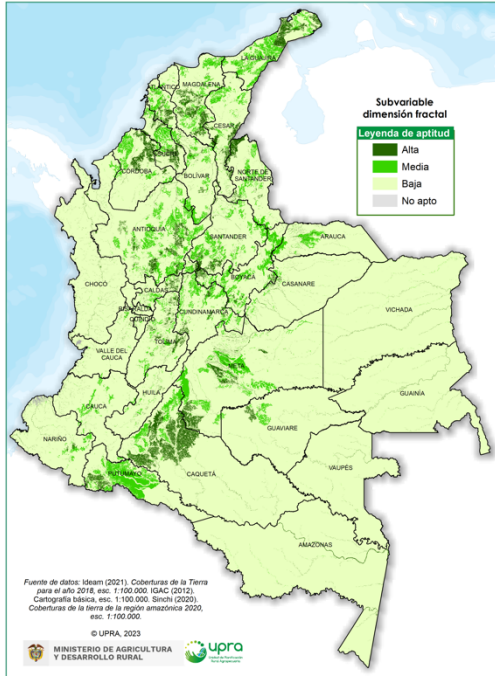 LA GUAJIRA
ATLÁNTICO
MAGDALENA
CESAR
SUCRE
CÓRDOBA
BOLÍVAR
NORTE DE
SANTANDER
ANTIOQUIA
SANTANDER
ARAUCA
CHOCÓ
BOYACÁ
CASANARE
CALDAS
RISARALDA
QUINDÍO
CUNDINAMARCA
VICHADA
TOLIMA
VALLE DEL
CAUCA
META
GUAINÍA
HUILA
CAUCA
GUAVIARE
NARIÑO
VAUPÉS
CAQUETÁ
PUTUMAYO
AMAZONAS
Subvariable
dimensión fractal
Leyenda de aptitud
Alta
Media
Baja
No apto
Fuente de datos: Ideam (2021). Coberturas de la Tierra
para el año 2018, esc. 1:100.000. IGAC (2012).
Cartografía básica, esc. 1:100.000. Sinchi (2020).
Coberturas de la tierra de la región amazónica 2020,
esc. 1:100.000.
© UPRA, 2023
MINISTERIO DE AGRICULTURA
Y DESARROLLO RURAL
upra